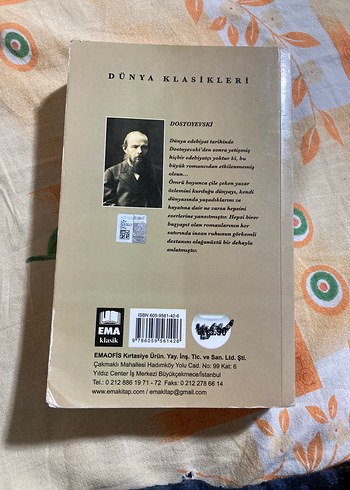 DÜNYA KLASİKLERİ
DOSTOYEVSKİ
Dünya edebiyat tarihinde
Dostoyevski'den sonra yetişmiş
hiçbir edebiyatçı yoktur ki, bu
büyük romancıdan etkilenmemiş
olsun...
Ömrü boyunca çile çeken yazar
özlemini kurduğu dünyayı, kendi
dünyasında yaşadıklarını ve
hayatına dair ne varsa hepsini
eserlerine yansıtmıştır. Hepsi birer
başyapıt olan romanlarının her
satırında insan ruhunun görkemli
destanını olağanüstü bir dehayla
anlatmıştır.
EMA
klasik
ISBN 605-9561-42-6
9786059561426
EMAOFİS Kırtasiye Ürün. Yay. İnş. Tic. ve San. Ltd. Şti.
Çakmaklı Mahallesi Hadımköy Yolu Cad. No: 99 Kat: 6
Yıldız Center İş Merkezi Büyükçekmece/İstanbul
Tel.: 0 212 886 19 71 - 72 Faks: 0 212 278 66 14
www.emakitap.com / emakitap@gmail.com